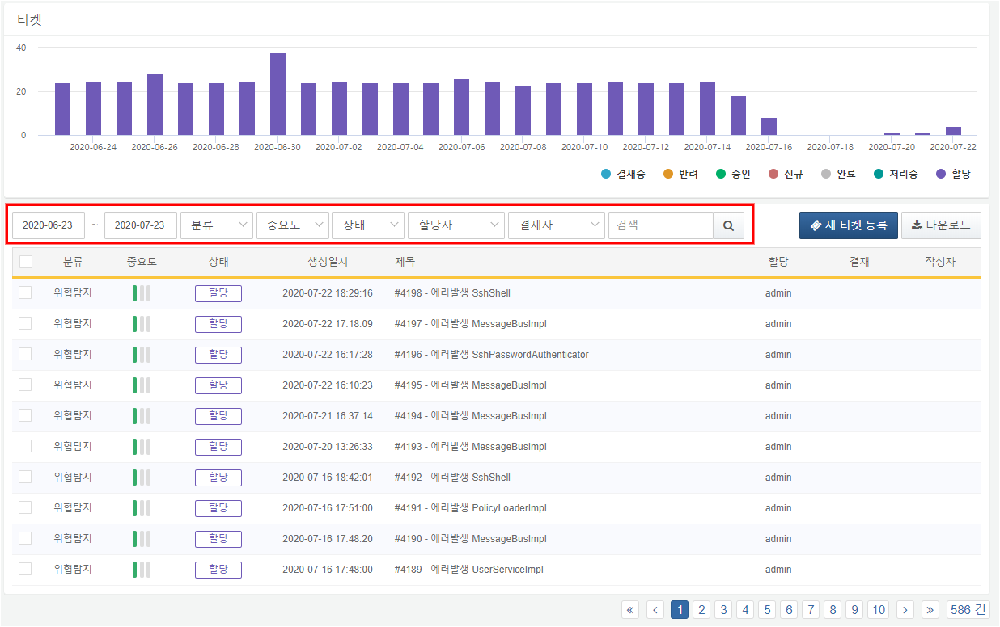 티켓
40
20
0
2020-06-24 2020-06-26 2020-06-28 2020-06-30 2020-07-02 2020-07-04 2020-07-06 2020-07-08 2020-07-10 2020-07-12 2020-07-14 2020-07-16 2020-07-18 2020-07-20 2020-07-22
결재중 반려 승인 신규 완료 처리중 할당
2020-06-23 ~ 2020-07-23 분류 중요도 상태 할당자 결재자 검색 새 티켓 등록 다운로드
분류 중요도 상태 생성일시 제목 할당 결재 작성자
위협탐지 할당 2020-07-22 18:29:16 #4198 - 에러발생 SshShell admin
위협탐지 할당 2020-07-22 17:18:09 #4197 - 에러발생 MessageBusImpl admin
위협탐지 할당 2020-07-22 16:17:28 #4196 - 에러발생 SshPasswordAuthenticator admin
위협탐지 할당 2020-07-22 16:10:23 #4195 - 에러발생 MessageBusImpl admin
위협탐지 할당 2020-07-21 16:37:14 #4194 - 에러발생 MessageBusImpl admin
위협탐지 할당 2020-07-20 13:26:33 #4193 - 에러발생 MessageBusImpl admin
위협탐지 할당 2020-07-16 18:42:01 #4192 - 에러발생 SshShell admin
위협탐지 할당 2020-07-16 17:51:00 #4191 - 에러발생 PolicyLoaderImpl admin
위협탐지 할당 2020-07-16 17:48:20 #4190 - 에러발생 MessageBusImpl admin
위협탐지 할당 2020-07-16 17:48:00 #4189 - 에러발생 UserServiceImpl admin
« ‹ 1 2 3 4 5 6 7 8 9 10 › » 586 건